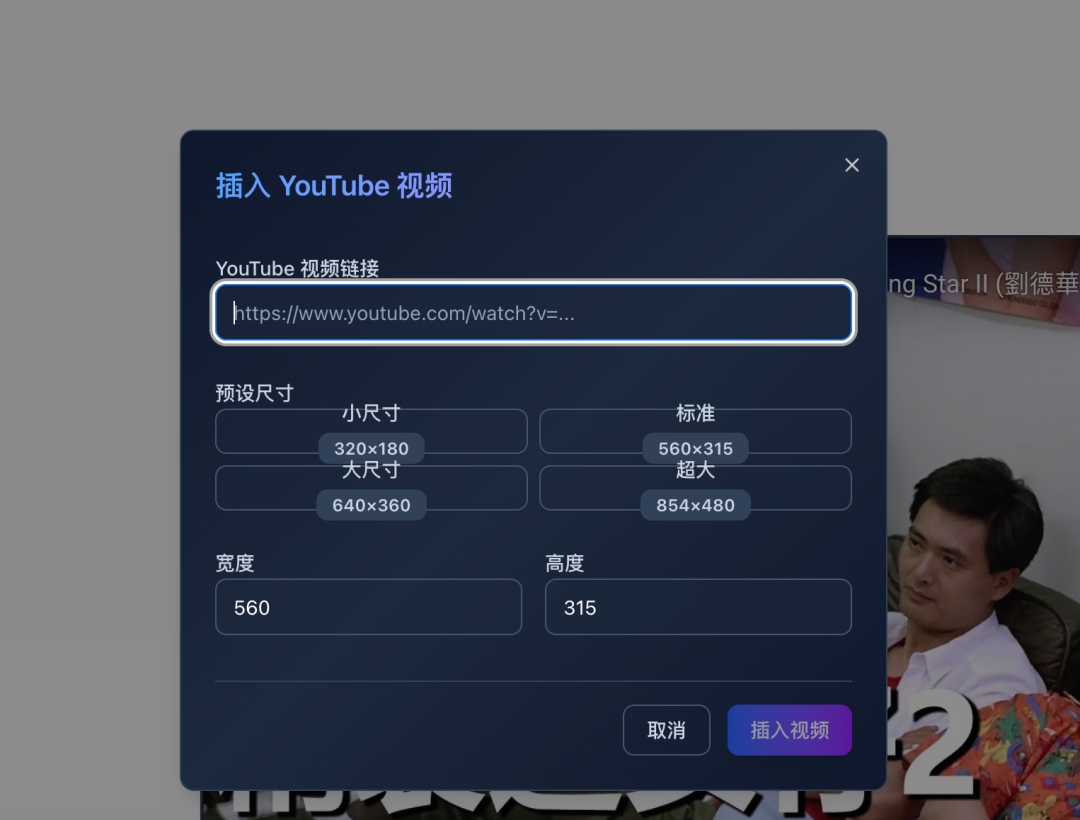 插入 YouTube 视频
YouTube 视频链接
https://www.youtube.com/watch?v=...
预设尺寸
小尺寸
标准
320×180
560×315
大尺寸
超大
640×360
854×480
宽度
高度
560
315
取消
插入视频
ng Star II (劉德華
2